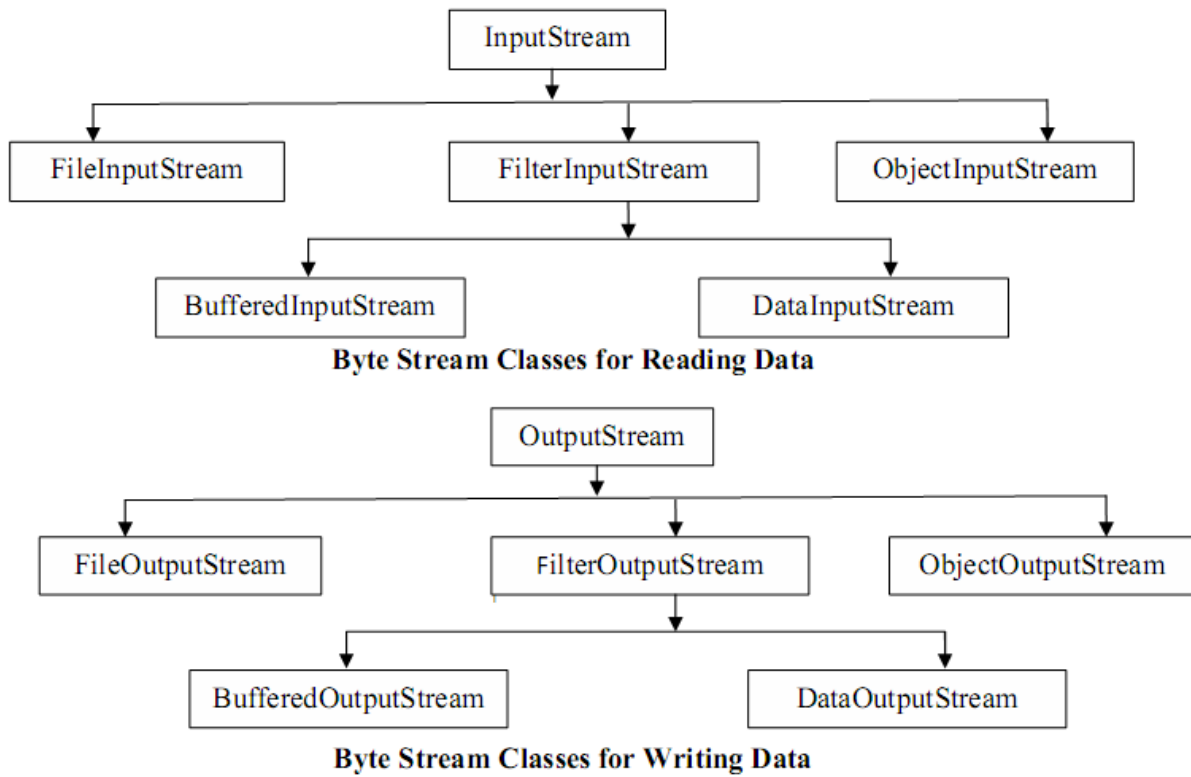 InputStream
FileInputStream FilterInputStream ObjectInputStream
BufferedInputStream DataInputStream
Byte Stream Classes for Reading Data
OutputStream
FileOutputStream FilterOutputStream ObjectOutputStream
BufferedOutputStream DataOutputStream
Byte Stream Classes for Writing Data